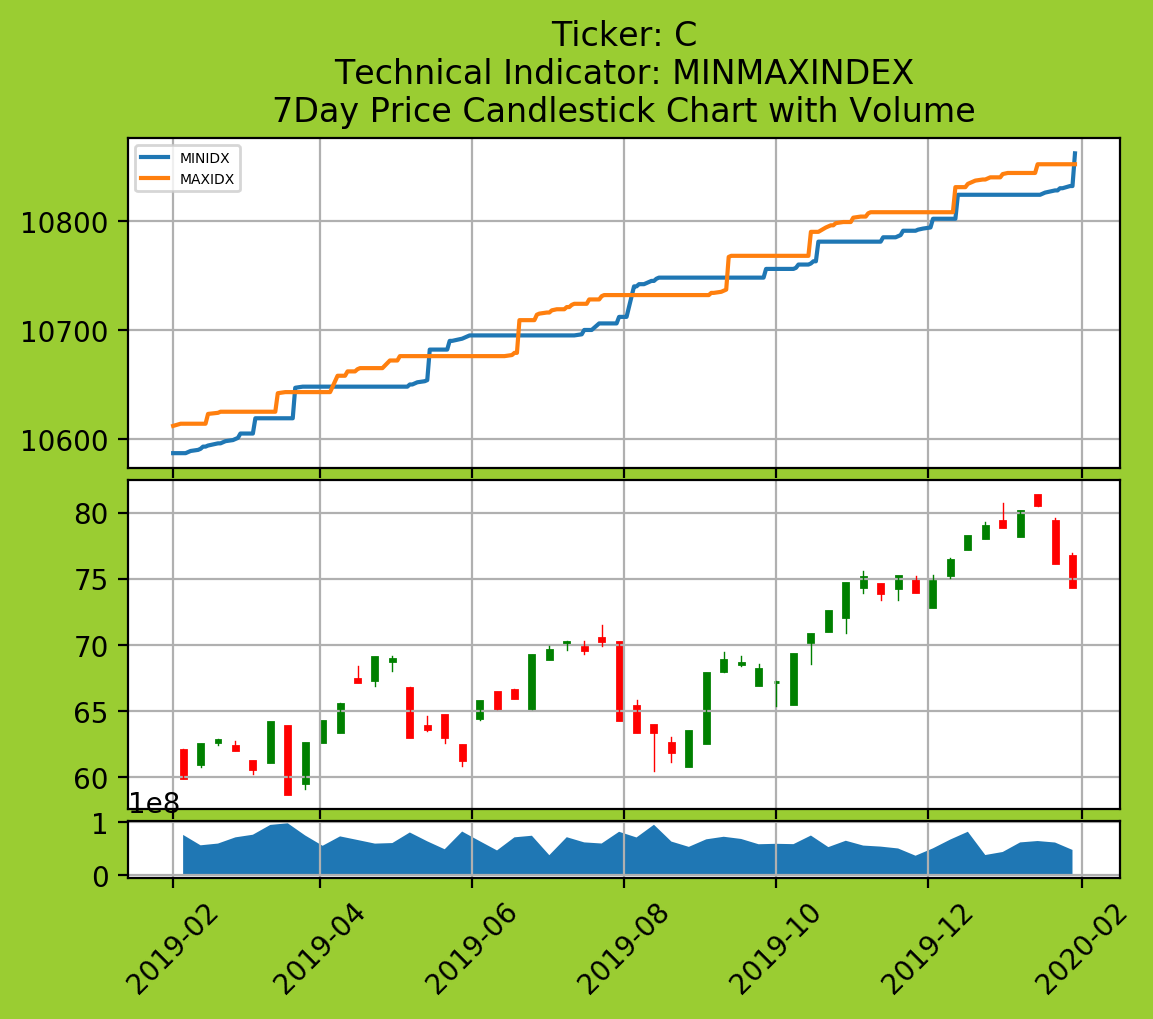 Ticker: C
Technical Indicator: MINMAXINDEX
7Day Price Candlestick Chart with Volume
MINIDX
MAXIDX
10800
10700
10600
80
75
70
65
60
1e8
1
0
2019-02
2019-04
2019-06
2019-08
2019-10
2019-12
2020-02